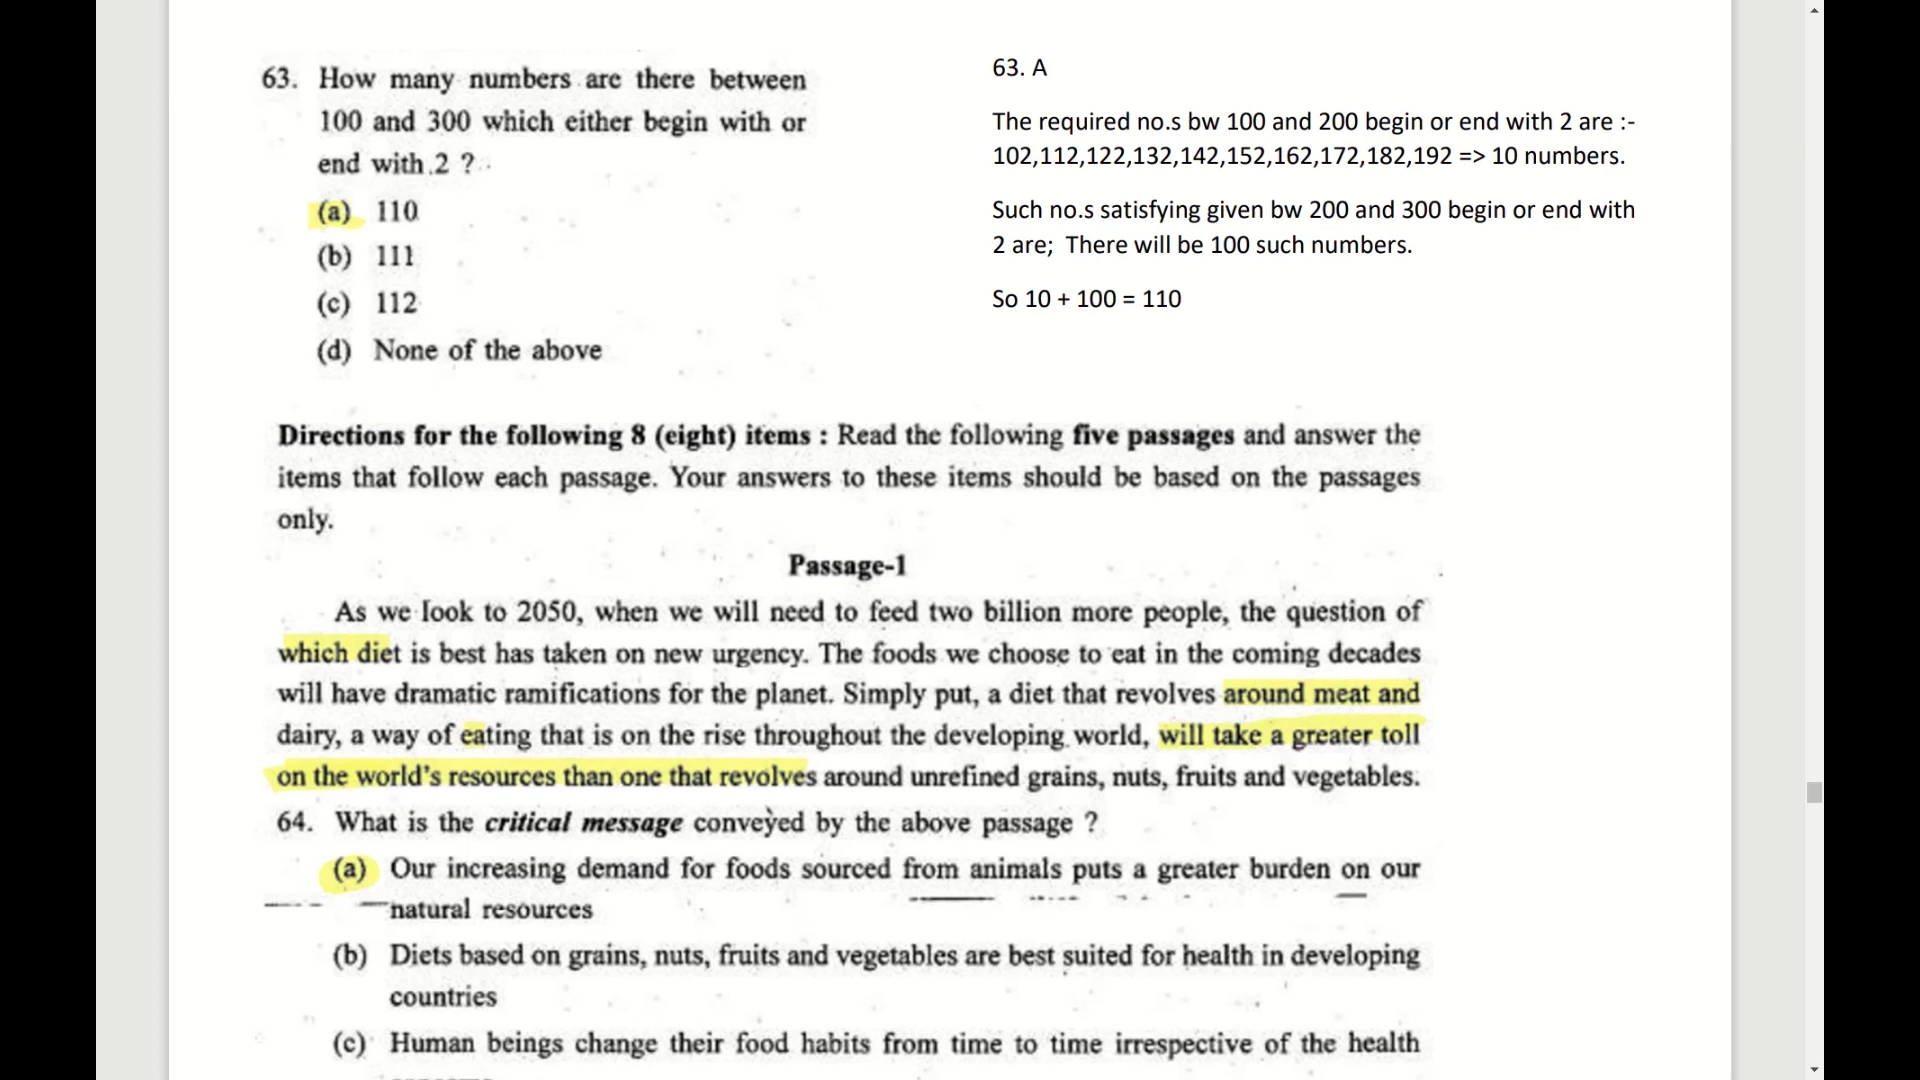 63. How many numbers are there between
100 and 300 which either begin with or
end with 2 ?
(a) 110
(b) 111
(c) 112
(d) None of the above
63. A
The required no.s bw 100 and 200 begin or end with 2 are :-
102,112,122,132,142,152,162,172,182,192 => 10 numbers.
Such no.s satisfying given bw 200 and 300 begin or end with
2 are;  There will be 100 such numbers.
So 10 + 100 = 110
Directions for the following 8 (eight) items : Read the following five passages and answer the
items that follow each passage. Your answers to these items should be based on the passages
only.
Passage-1
As we look to 2050, when we will need to feed two billion more people, the question of
which diet is best has taken on new urgency. The foods we choose to eat in the coming decades
will have dramatic ramifications for the planet. Simply put, a diet that revolves around meat and
dairy, a way of eating that is on the rise throughout the developing world, will take a greater toll
on the world's resources than one that revolves around unrefined grains, nuts, fruits and vegetables.
64. What is the critical message conveyed by the above passage ?
(a) Our increasing demand for foods sourced from animals puts a greater burden on our
natural resources
(b) Diets based on grains, nuts, fruits and vegetables are best suited for health in developing
countries
(c) Human beings change their food habits from time to time irrespective of the health